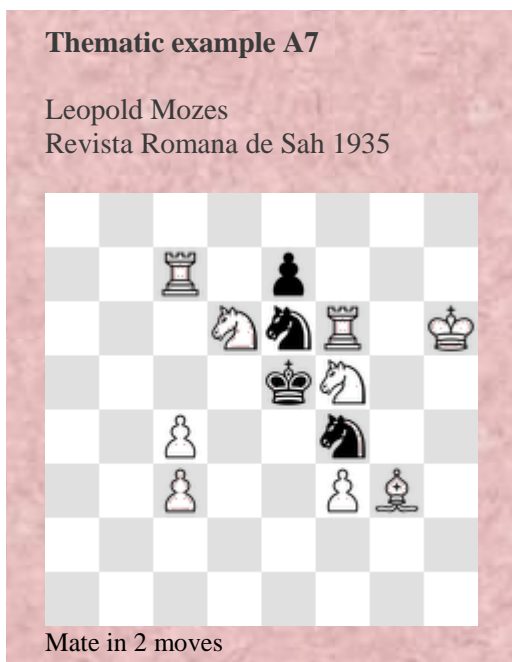 Thematic example A7
Leopold Mozes
Revista Romana de Sah 1935
Mate in 2 moves